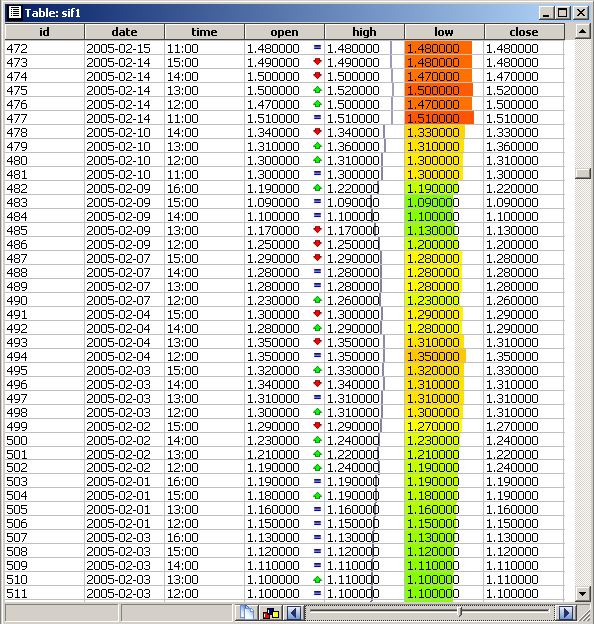 Table: sif1
id date time open high low close
472 2005-02-15 11:00 1.480000 1.480000 1.480000 1.480000
473 2005-02-14 15:00 1.490000 1.490000 1.480000 1.480000
474 2005-02-14 14:00 1.500000 1.500000 1.470000 1.470000
475 2005-02-14 13:00 1.500000 1.520000 1.500000 1.520000
476 2005-02-14 12:00 1.470000 1.500000 1.470000 1.500000
477 2005-02-14 11:00 1.510000 1.510000 1.510000 1.510000
478 2005-02-10 14:00 1.340000 1.340000 1.330000 1.330000
479 2005-02-10 13:00 1.310000 1.360000 1.310000 1.360000
480 2005-02-10 12:00 1.300000 1.310000 1.300000 1.310000
481 2005-02-10 11:00 1.300000 1.300000 1.300000 1.300000
482 2005-02-09 16:00 1.190000 1.220000 1.190000 1.220000
483 2005-02-09 15:00 1.090000 1.090000 1.090000 1.090000
484 2005-02-09 14:00 1.100000 1.100000 1.100000 1.100000
485 2005-02-09 13:00 1.170000 1.170000 1.130000 1.130000
486 2005-02-09 12:00 1.250000 1.250000 1.200000 1.200000
487 2005-02-07 15:00 1.290000 1.290000 1.280000 1.280000
488 2005-02-07 14:00 1.280000 1.280000 1.280000 1.280000
489 2005-02-07 13:00 1.280000 1.280000 1.280000 1.280000
490 2005-02-07 12:00 1.230000 1.260000 1.230000 1.260000
491 2005-02-04 15:00 1.300000 1.300000 1.290000 1.290000
492 2005-02-04 14:00 1.280000 1.290000 1.280000 1.290000
493 2005-02-04 13:00 1.350000 1.350000 1.310000 1.310000
494 2005-02-04 12:00 1.350000 1.350000 1.350000 1.350000
495 2005-02-03 15:00 1.320000 1.330000 1.320000 1.330000
496 2005-02-03 14:00 1.340000 1.340000 1.310000 1.310000
497 2005-02-03 13:00 1.310000 1.310000 1.310000 1.310000
498 2005-02-03 12:00 1.300000 1.310000 1.300000 1.310000
499 2005-02-02 15:00 1.290000 1.290000 1.270000 1.270000
500 2005-02-02 14:00 1.230000 1.240000 1.230000 1.240000
501 2005-02-02 13:00 1.210000 1.220000 1.210000 1.220000
502 2005-02-02 12:00 1.190000 1.240000 1.190000 1.240000
503 2005-02-01 16:00 1.190000 1.190000 1.190000 1.190000
504 2005-02-01 15:00 1.180000 1.190000 1.180000 1.190000
505 2005-02-01 14:00 1.160000 1.160000 1.160000 1.160000
506 2005-02-01 12:00 1.150000 1.150000 1.150000 1.150000
507 2005-02-03 16:00 1.130000 1.130000 1.130000 1.130000
508 2005-02-03 15:00 1.120000 1.120000 1.120000 1.120000
509 2005-02-03 14:00 1.110000 1.110000 1.110000 1.110000
510 2005-02-03 13:00 1.100000 1.110000 1.100000 1.110000
511 2005-02-03 12:00 1.100000 1.100000 1.100000 1.100000